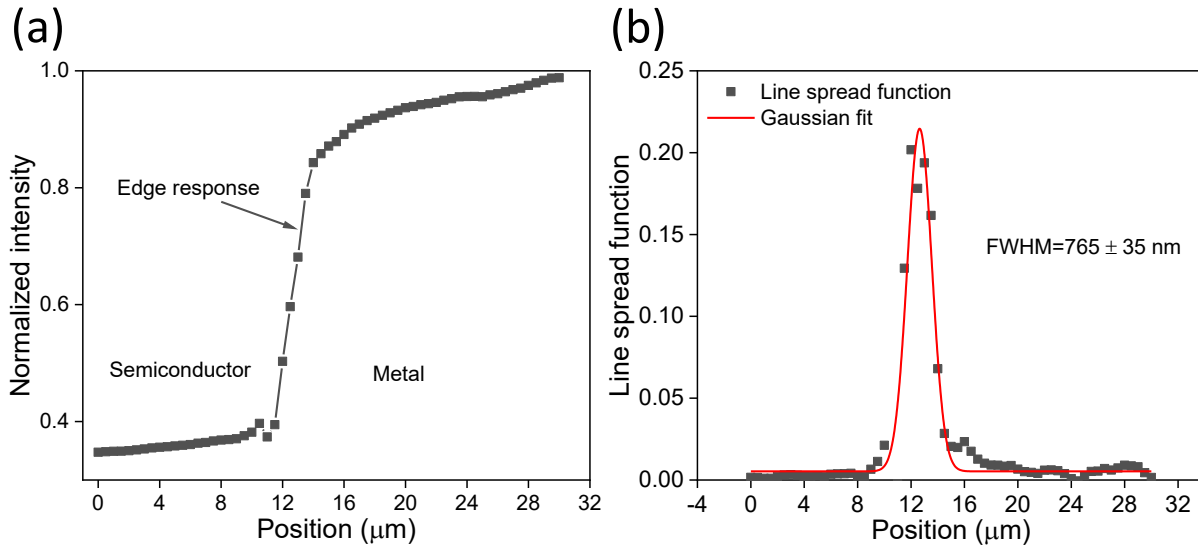 (a)
1.0
0.8
0.6
0.4
Normalized intensity
Edge response
Semiconductor
Metal
0 4 8 12 16 20 24 28 32
Position (μm)
(b)
0.25
0.20
0.15
0.10
0.05
0.00
Line spread function
Line spread function
Gaussian fit
FWHM=765 ± 35 nm
-4 0 4 8 12 16 20 24 28 32
Position (μm)